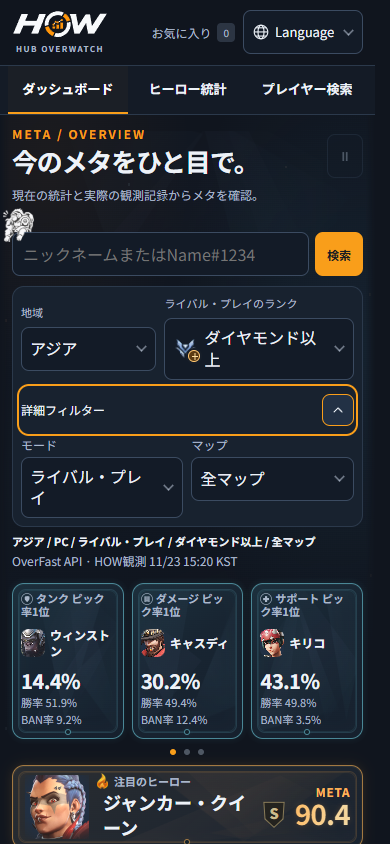 HOW
HUB OVERWATCH
お気に入り 0
Language
ダッシュボード ヒーロー統計 プレイヤー検索
META / OVERVIEW
今のメタをひと目で。
現在の統計と実際の観測記録からメタを確認。
ニックネームまたはName#1234
検索
地域
アジア
ライバル・プレイのランク
ダイヤモンド以
上
詳細フィルター
モード
ライバル・プレ
イ
マップ
全マップ
アジア / PC / ライバル・プレイ / ダイヤモンド以上 / 全マップ
OverFast API · HOW観測 11/23 15:20 KST
タンク ピック
率1位
ウィンスト
ン
14.4%
勝率 51.9%
BAN率 9.2%
ダメージ ピッ
ク率1位
キャスディ
30.2%
勝率 49.4%
BAN率 12.4%
サポート ピッ
ク率1位
キリコ
43.1%
勝率 49.8%
BAN率 3.5%
注目のヒーロー
ジャンカー・クイ
ーン
S
META
90.4